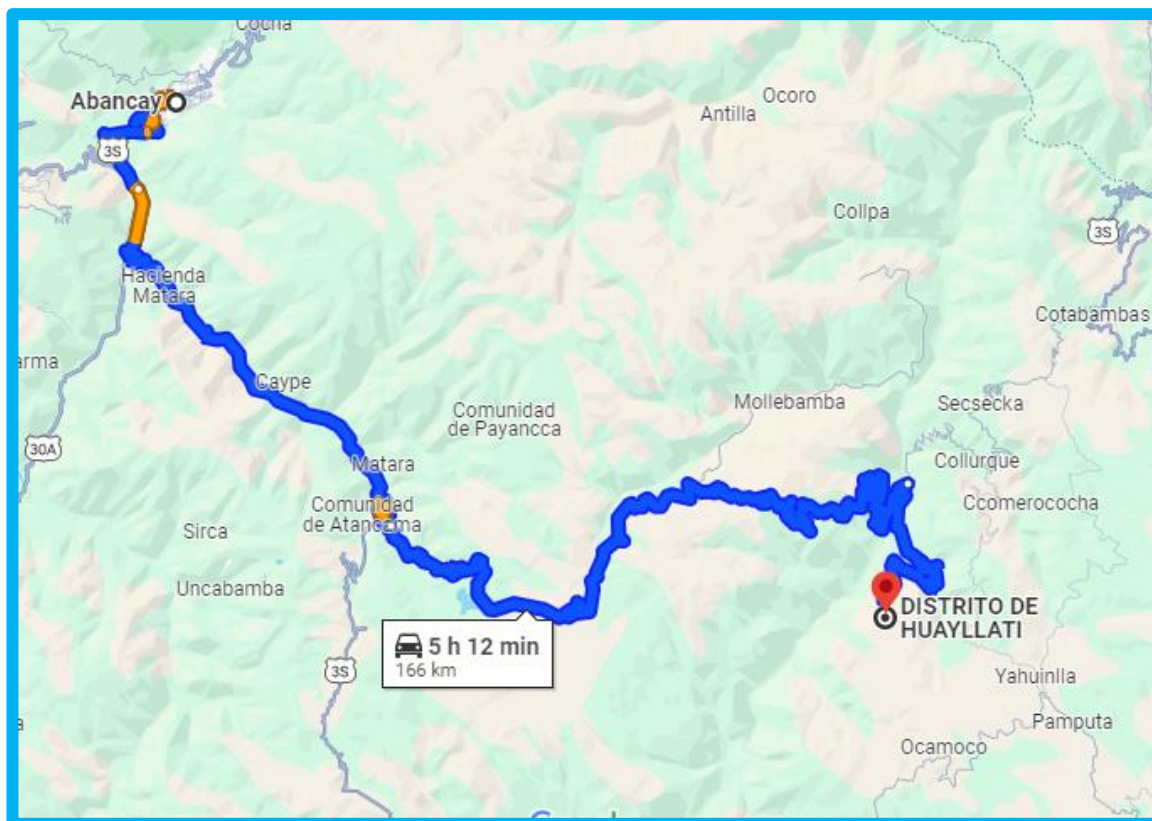 Cocha
Abancay
Ocoro
Antilla
3S
Collpa
3S
Hacienda
Matara
Cotabambas
arma
Caype
Mollebamba
Secsecka
Comunidad
de Payancca
30A
Matara
Collurque
Comunidad
de Atancama
Ccomerococha
Sirca
Uncabamba
DISTRITO DE
HUAYLLATI
5 h 12 min
166 km
3S
Yahuinlla
Pamputa
Ocamoco